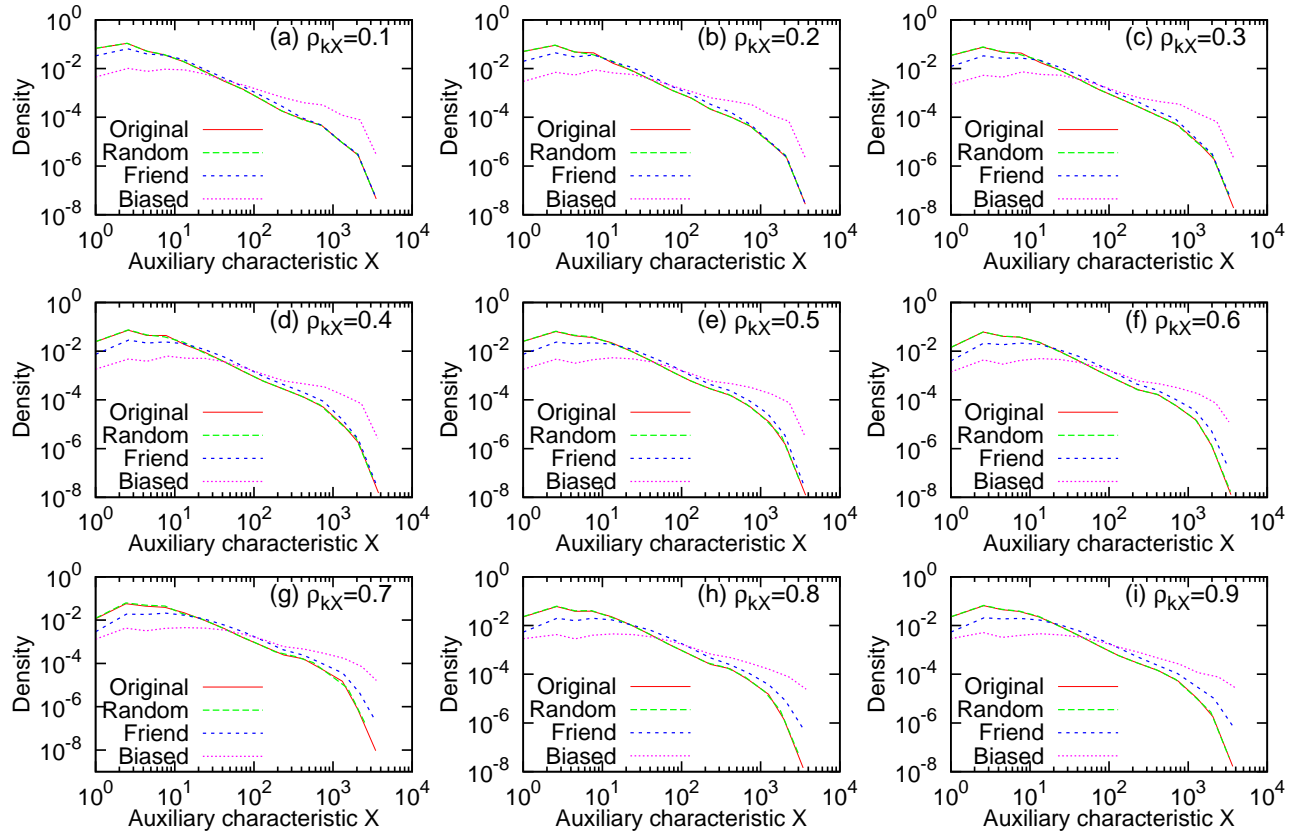 (a) ρkX=0.1
Density
10^0
10^-2
10^-4
10^-6
10^-8
Original
Random
Friend
Biased
10^0 10^1 10^2 10^3 10^4
Auxiliary characteristic X
(b) ρkX=0.2
Density
10^0
10^-2
10^-4
10^-6
10^-8
Original
Random
Friend
Biased
10^0 10^1 10^2 10^3 10^4
Auxiliary characteristic X
(c) ρkX=0.3
Density
10^0
10^-2
10^-4
10^-6
10^-8
Original
Random
Friend
Biased
10^0 10^1 10^2 10^3 10^4
Auxiliary characteristic X
(d) ρkX=0.4
Density
10^0
10^-2
10^-4
10^-6
10^-8
Original
Random
Friend
Biased
10^0 10^1 10^2 10^3 10^4
Auxiliary characteristic X
(e) ρkX=0.5
Density
10^0
10^-2
10^-4
10^-6
10^-8
Original
Random
Friend
Biased
10^0 10^1 10^2 10^3 10^4
Auxiliary characteristic X
(f) ρkX=0.6
Density
10^0
10^-2
10^-4
10^-6
10^-8
Original
Random
Friend
Biased
10^0 10^1 10^2 10^3 10^4
Auxiliary characteristic X
(g) ρkX=0.7
Density
10^0
10^-2
10^-4
10^-6
10^-8
Original
Random
Friend
Biased
10^0 10^1 10^2 10^3 10^4
Auxiliary characteristic X
(h) ρkX=0.8
Density
10^0
10^-2
10^-4
10^-6
10^-8
Original
Random
Friend
Biased
10^0 10^1 10^2 10^3 10^4
Auxiliary characteristic X
(i) ρkX=0.9
Density
10^0
10^-2
10^-4
10^-6
10^-8
Original
Random
Friend
Biased
10^0 10^1 10^2 10^3 10^4
Auxiliary characteristic X